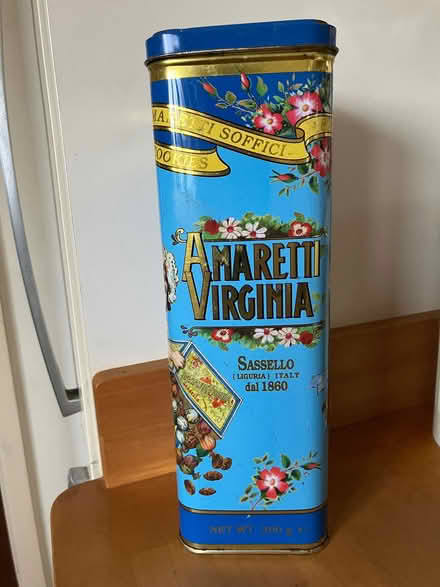 AMARETTI SOFFICI
COOKIES
AMARETTI
VIRGINIA
SASSELLO
(LIGURIA) ITALY
dal 1860
NET WT.